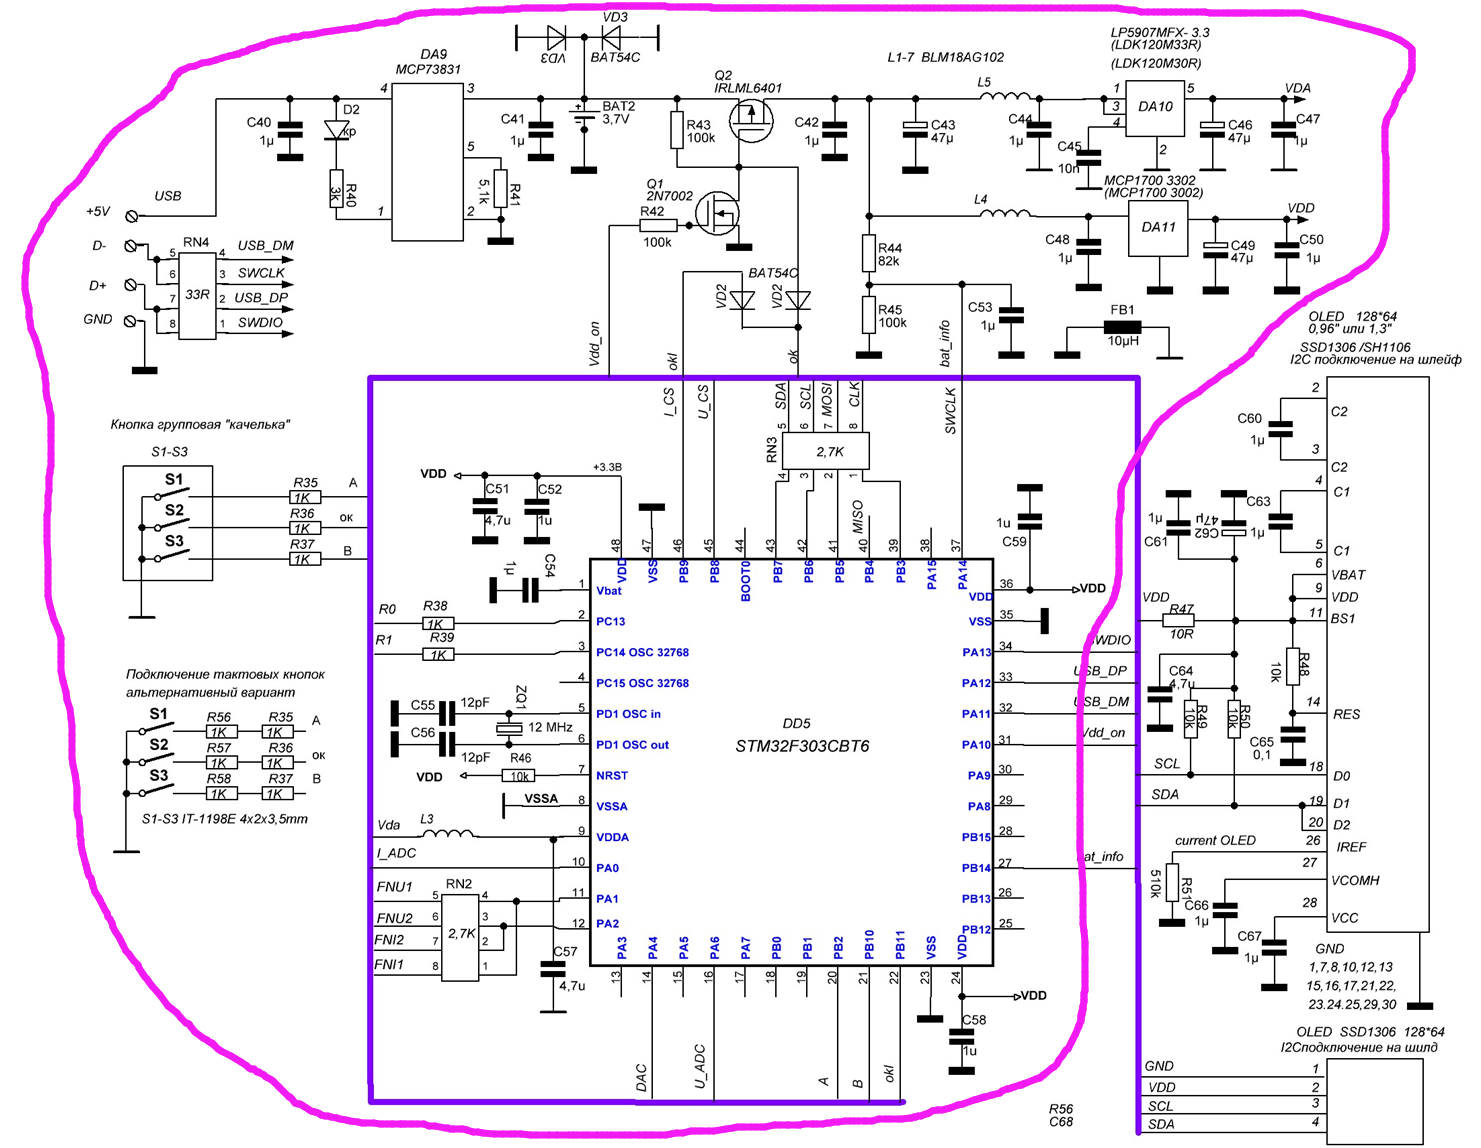 VD3
VD3
BAT54C
DA9
MCP73831
Q2
IRLML6401
L1-7 BLM18AG102
LP5907MFX- 3.3
(LDK120M33R)
(LDK120M30R)
L5
4
3
1
5
3
4
2
DA10
VDA
D2
кр
C40
1µ
C41
1µ
BAT2
3,7V
R43
100k
C42
1µ
C43
47µ
C44
1µ
C45
10n
C46
47µ
C47
1µ
5
R40
3k
R41
5,11k
1
2
Q1
2N7002
R42
100k
MCP1700 3302
(MCP1700 3002)
L4
DA11
VDD
C48
1µ
C49
47µ
C50
1µ
USB
+5V
D-
D+
GND
RN4
33R
5
6
7
8
4
3
2
1
USB_DM
SWCLK
USB_DP
SWDIO
R44
82k
R45
100k
BAT54C
VD2
VD2
C53
1µ
FB1
10µH
Vdd_on
okI
ok
bat_info
OLED 128*64
0,96" или 1,3"
SSD1306 /SH1106
I2C подключение на шлейф
I_CS
U_CS
SDA
SCL
MOSI
CLK
SWCLK
5
6
7
8
RN3
2,7K
4
3
2
1
MISO
Кнопка групповая "качелька"
S1-S3
S1
S2
S3
R35
1K
A
R36
1K
ок
R37
1K
B
VDD
+3.3B
C51
4,7u
C52
1u
C54
1µ
1u
C59
VDD
48
47
46
45
44
43
42
41
40
39
38
37
VDD
VSS
PB9
PB8
BOOT0
PB7
PB6
PB5
PB4
PB3
PA15
PA14
1
Vbat
2
PC13
3
PC14 OSC 32768
4
PC15 OSC 32768
5
PD1 OSC in
6
PD1 OSC out
7
NRST
8
VSSA
9
VDDA
10
PA0
11
PA1
12
PA2
DD5
STM32F303CBT6
VDD
36
VSS
35
PA13
34
PA12
33
PA11
32
PA10
31
PA9
30
PA8
29
PB15
28
PB14
27
PB13
26
PB12
25
PA3
PA4
PA5
PA6
PA7
PB0
PB1
PB2
PB10
PB11
VSS
VDD
13
14
15
16
17
18
19
20
21
22
23
24
R0
R38
1K
R1
R39
1K
C55
12pF
C56
12pF
ZQ1
12 MHz
VDD
R46
10k
VSSA
Vda
L3
I_ADC
FNU1
FNU2
FNI2
FNI1
RN2
2,7K
5
6
7
8
4
3
2
1
C57
4,7u
Подключение тактовых кнопок
альтернативный вариант
S1
R56
1K
R35
1K
A
S2
R57
1K
R36
1K
ок
S3
R58
1K
R37
1K
B
S1-S3 IT-1198E 4x2x3,5mm
DAC
U_ADC
A
B
okI
VDD
C58
1u
SWDIO
USB_DP
USB_DM
Vdd_on
bat_info
VDD
R47
10R
C60
1µ
C61
1µ
C62
47µ
C63
1µ
C64
4,7u
R48
10k
R49
10k
R50
10k
C65
0,1
SCL
SDA
current OLED
R51
510k
C66
1µ
C67
1µ
2
C2
3
C2
4
C1
5
C1
6
VBAT
9
VDD
11
BS1
14
RES
18
D0
19
D1
20
D2
26
IREF
27
VCOMH
28
VCC
GND
1,7,8,10,12,13
15,16,17,21,22,
23.24.25,29,30
OLED SSD1306 128*64
I2Cподключение на шилд
GND
1
VDD
2
SCL
3
SDA
4
R56
C68